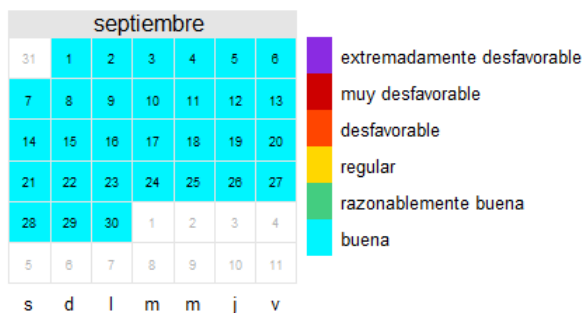 septiembre
31 1 2 3 4 5 6
7 8 9 10 11 12 13
14 15 16 17 18 19 20
21 22 23 24 25 26 27
28 29 30 1 2 3 4
5 6 7 8 9 10 11
s d l m m j v
extremadamente desfavorable
muy desfavorable
desfavorable
regular
razonablemente buena
buena